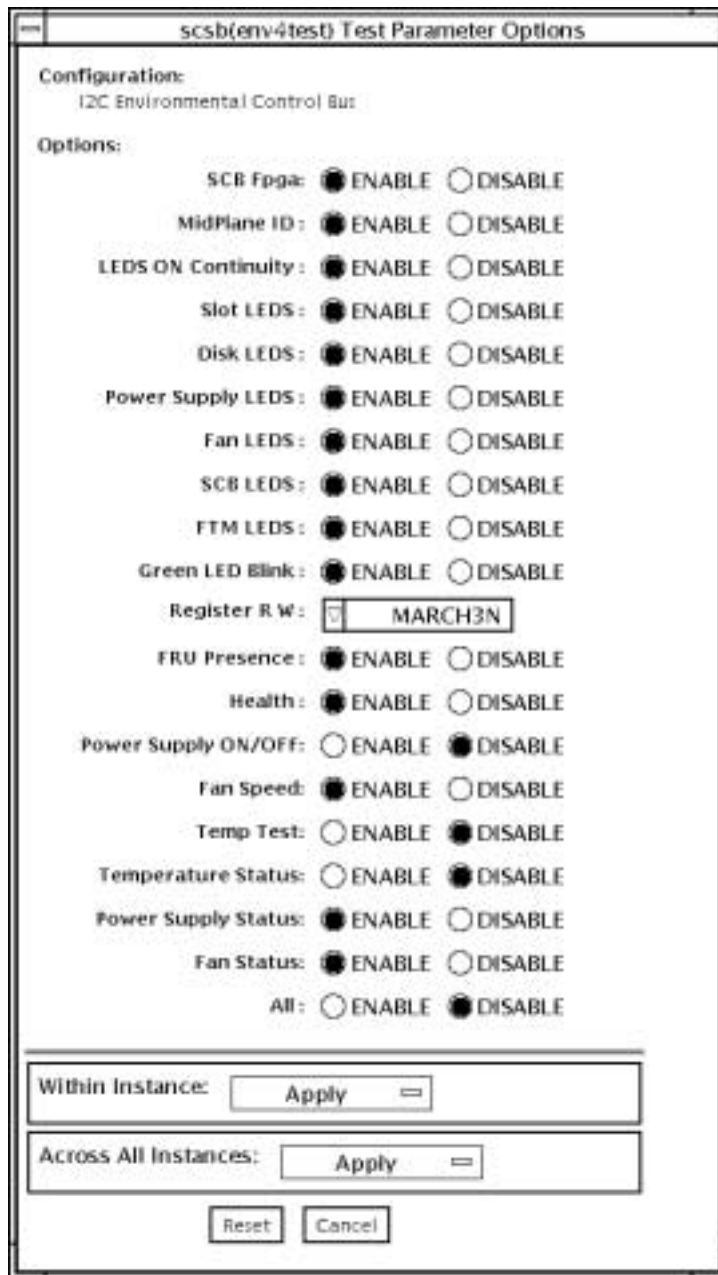 scsb(env4test) Test Parameter Options
Configuration:
I2C Environmental Control Bus
Options:
SCB Fpga: ENABLE DISABLE
MidPlane ID: ENABLE DISABLE
LEDS ON Continuity: ENABLE DISABLE
Slot LEDS: ENABLE DISABLE
Disk LEDS: ENABLE DISABLE
Power Supply LEDS: ENABLE DISABLE
Fan LEDS: ENABLE DISABLE
SCB LEDS: ENABLE DISABLE
FTM LEDS: ENABLE DISABLE
Green LED Blink: ENABLE DISABLE
Register R W: MARCH3N
FRU Presence: ENABLE DISABLE
Health: ENABLE DISABLE
Power Supply ON/OFF: ENABLE DISABLE
Fan Speed: ENABLE DISABLE
Temp Test: ENABLE DISABLE
Temperature Status: ENABLE DISABLE
Power Supply Status: ENABLE DISABLE
Fan Status: ENABLE DISABLE
All: ENABLE DISABLE
Within Instance: Apply
Across All Instances: Apply
Reset Cancel